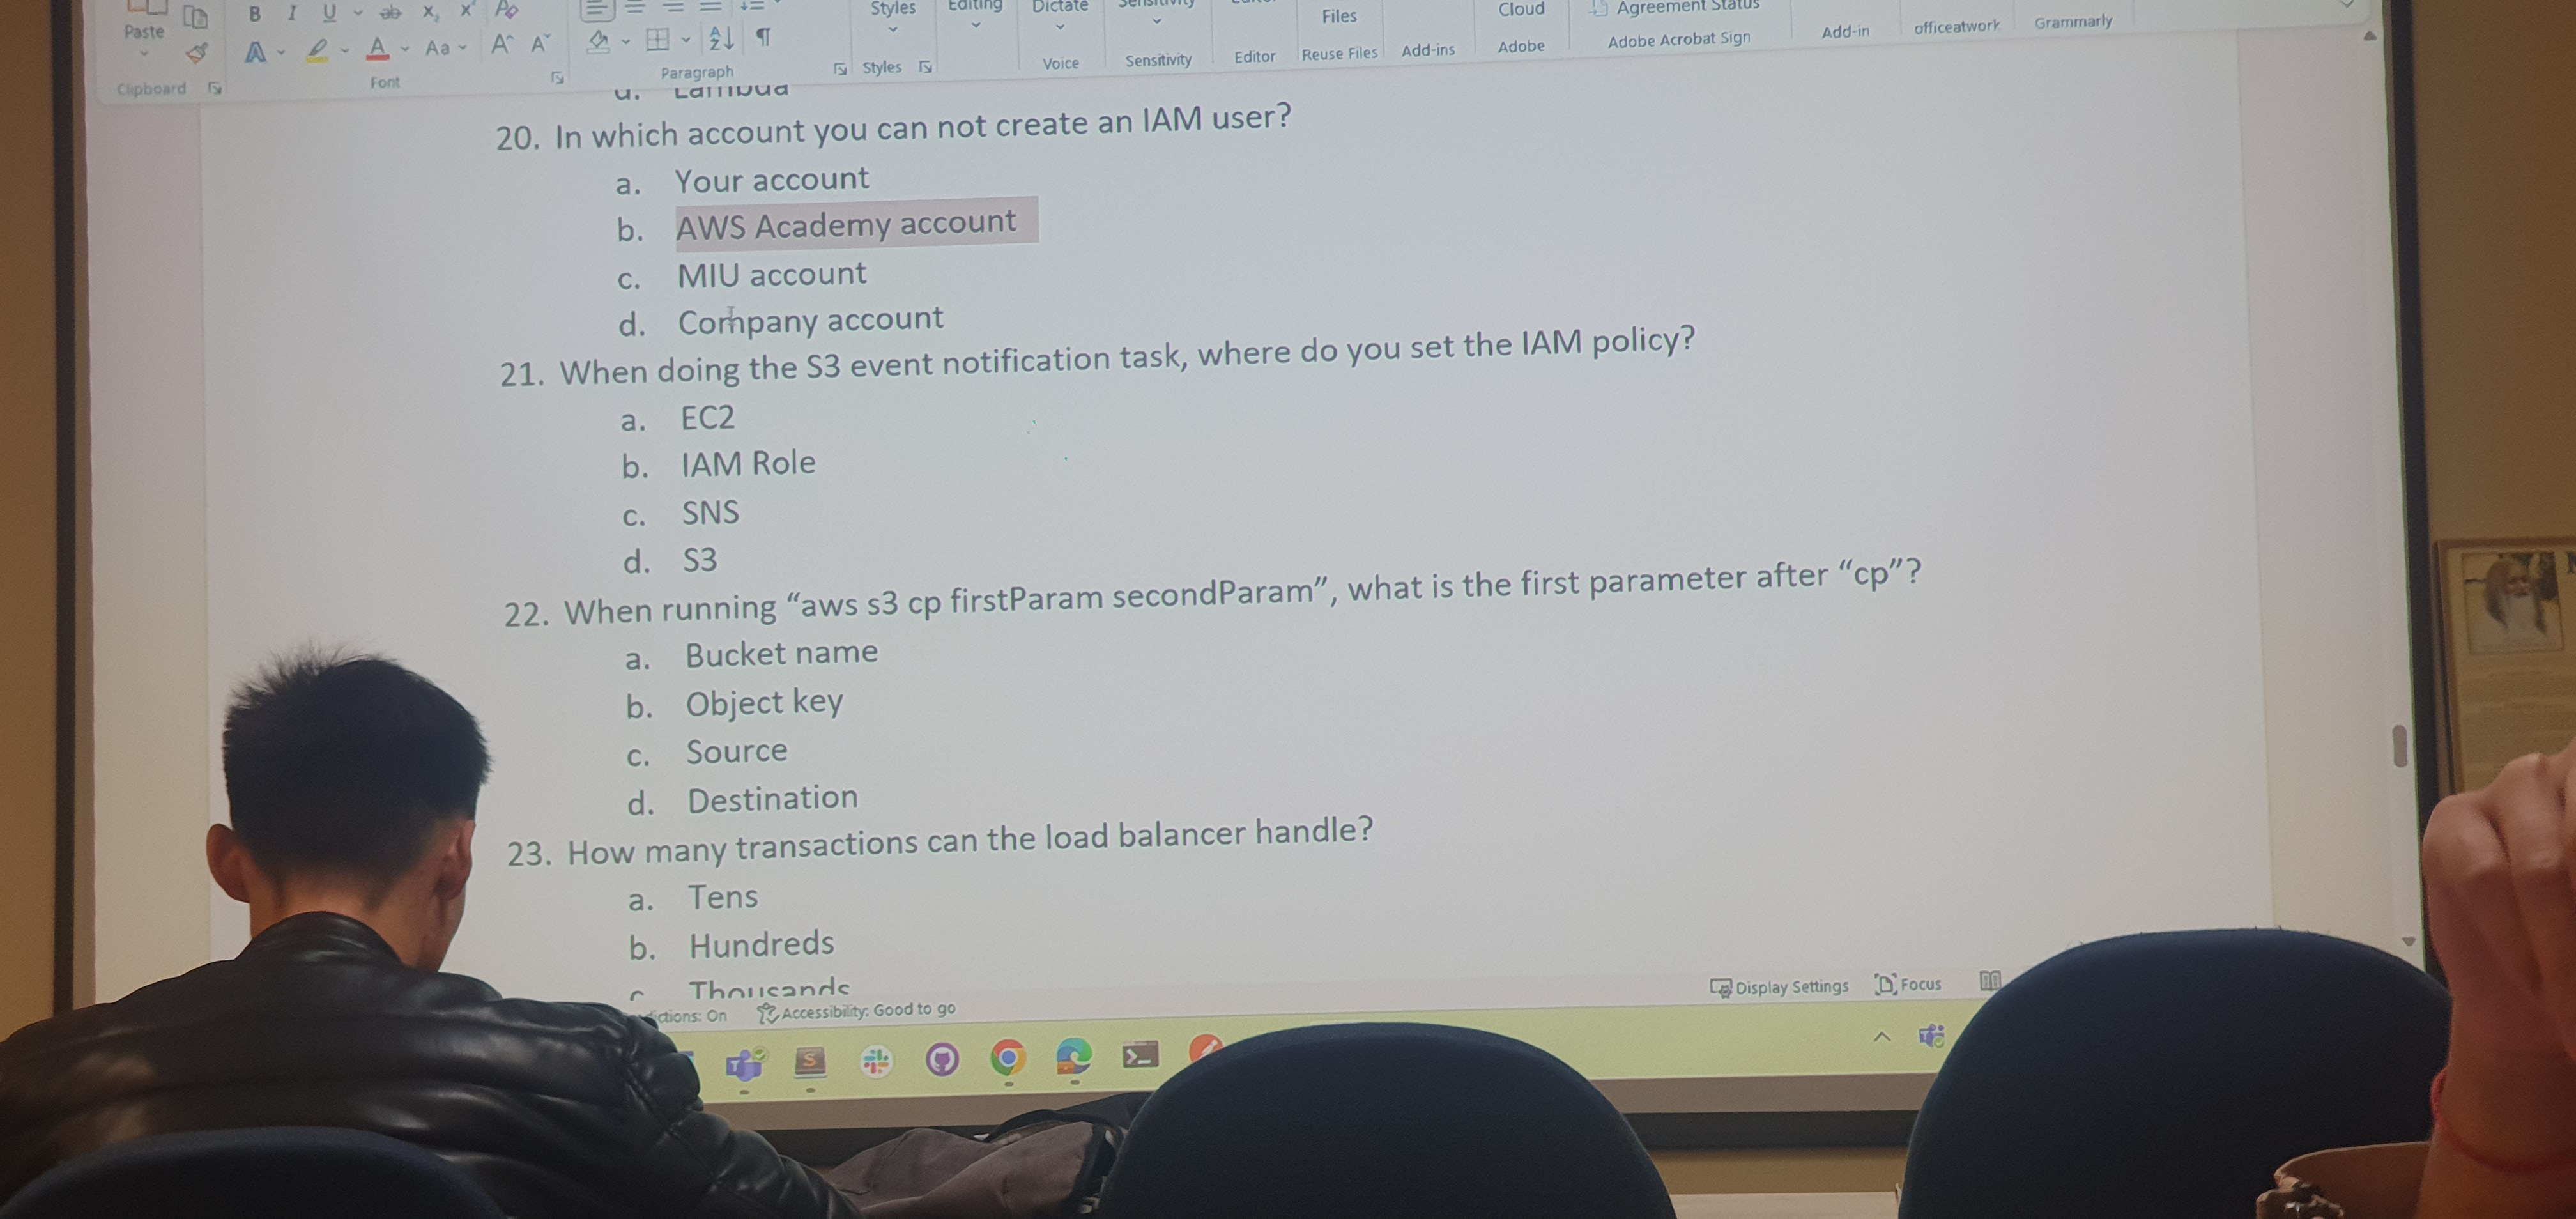 Paste
Clipboard
B I U ab x₂ x²
A A Aa A^ A˅
Font
Paragraph
Styles
Styles
Editing
Dictate
Voice
Sensitivity
Sensitivity
Editor
Files
Reuse Files
Add-ins
Cloud
Adobe
Agreement Status
Adobe Acrobat Sign
Add-in
officeatwork
Grammarly
d. Lambda
20. In which account you can not create an IAM user?
a. Your account
b. AWS Academy account
c. MIU account
d. Company account
21. When doing the S3 event notification task, where do you set the IAM policy?
a. EC2
b. IAM Role
c. SNS
d. S3
22. When running “aws s3 cp firstParam secondParam”, what is the first parameter after “cp”?
a. Bucket name
b. Object key
c. Source
d. Destination
23. How many transactions can the load balancer handle?
a. Tens
b. Hundreds
c Thousands
ictions: On Accessibility: Good to go
Display Settings Focus